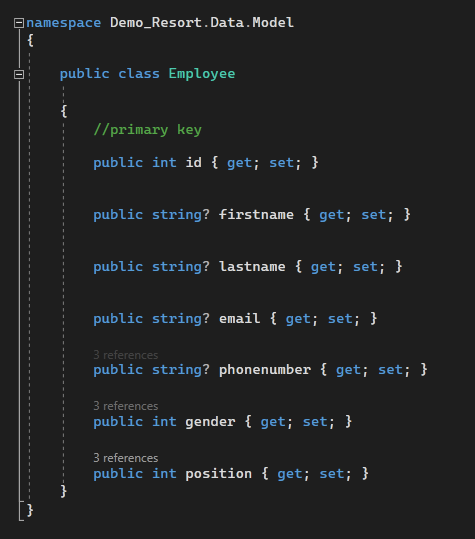 namespace Demo_Resort.Data.Model
{
public class Employee
{
//primary key
public int id { get; set; }
public string? firstname { get; set; }
public string? lastname { get; set; }
public string? email { get; set; }
3 references
public string? phonenumber { get; set; }
3 references
public int gender { get; set; }
3 references
public int position { get; set; }
}
}